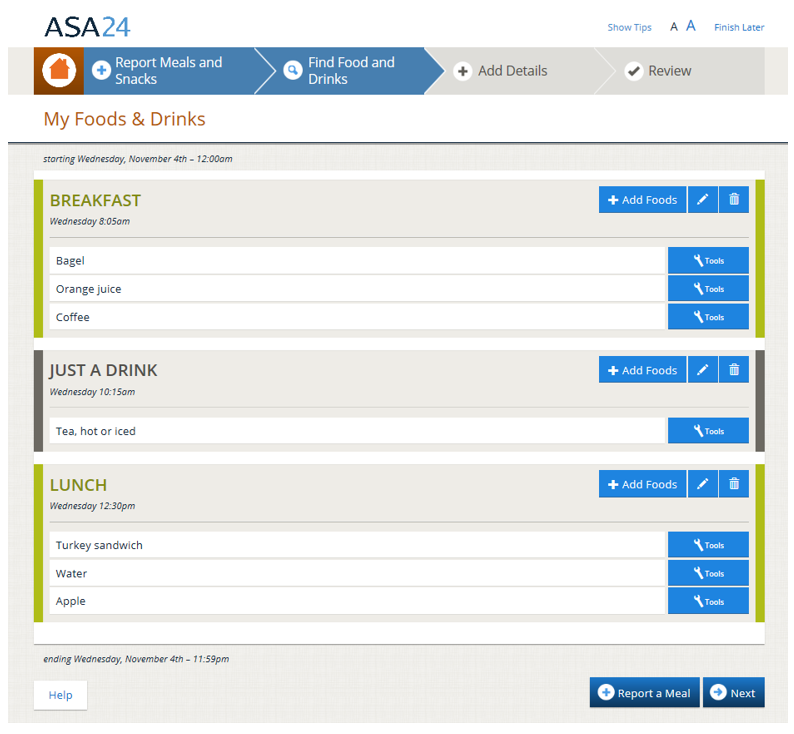 ASA24
Show Tips A A Finish Later
Report Meals and
Snacks
Find Food and
Drinks
Add Details
Review
My Foods & Drinks
starting Wednesday, November 4th – 12:00am
BREAKFAST
Add Foods
Wednesday 8:05am
Bagel Tools
Orange juice Tools
Coffee Tools
JUST A DRINK
Add Foods
Wednesday 10:15am
Tea, hot or iced Tools
LUNCH
Add Foods
Wednesday 12:30pm
Turkey sandwich Tools
Water Tools
Apple Tools
ending Wednesday, November 4th – 11:59pm
Help
Report a Meal
Next